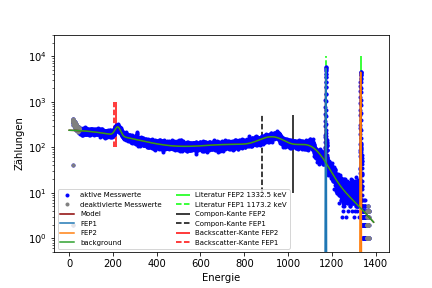 Zählungen
10⁴
10³
10²
10¹
10⁰
aktive Messwerte
deaktivierte Messwerte
Model
FEP1
FEP2
background
Literatur FEP2 1332.5 keV
Literatur FEP1 1173.2 keV
Compon-Kante FEP2
Compon-Kante FEP1
Backscatter-Kante FEP2
Backscatter-Kante FEP1
0 200 400 600 800 1000 1200 1400
Energie